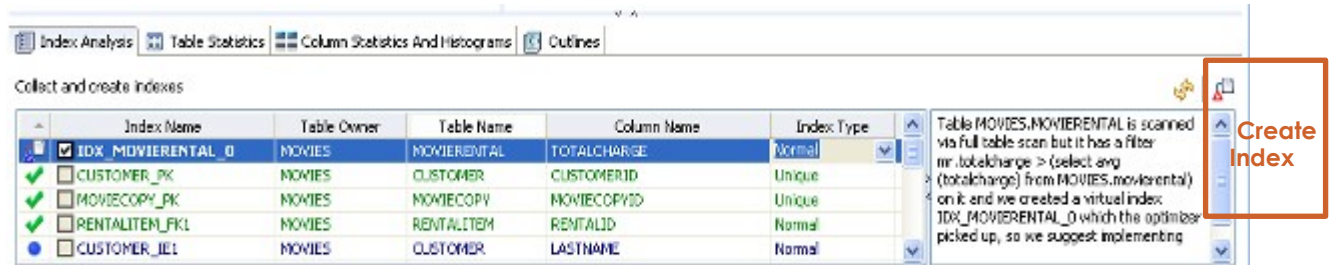 Index Analysis Table Statistics Column Statistics And Histograms Outlines
Collect and create indexes
Index Name Table Owner Table Name Column Name Index Type
IDX_MOVIERENTAL_0 MOVIES MOVIERENTAL TOTALCHARGE Normal
CUSTOMER_PK MOVIES CUSTOMER CUSTOMERID Unique
MOVIECOPY_PK MOVIES MOVIECOPY MOVIECOPYID Unique
RENTALITEM_FK1 MOVIES RENTALITEM RENTALID Normal
CUSTOMER_IE1 MOVIES CUSTOMER LASTNAME Normal
Table MOVIES.MOVIERENTAL is scanned
via full table scan but it has a filter
mr.totalcharge > (select avg
(totalcharge) from MOVIES.movierental)
on it and we created a virtual index
IDX_MOVIERENTAL_0 which the optimizer
picked up, so we suggest implementing
Create
Index